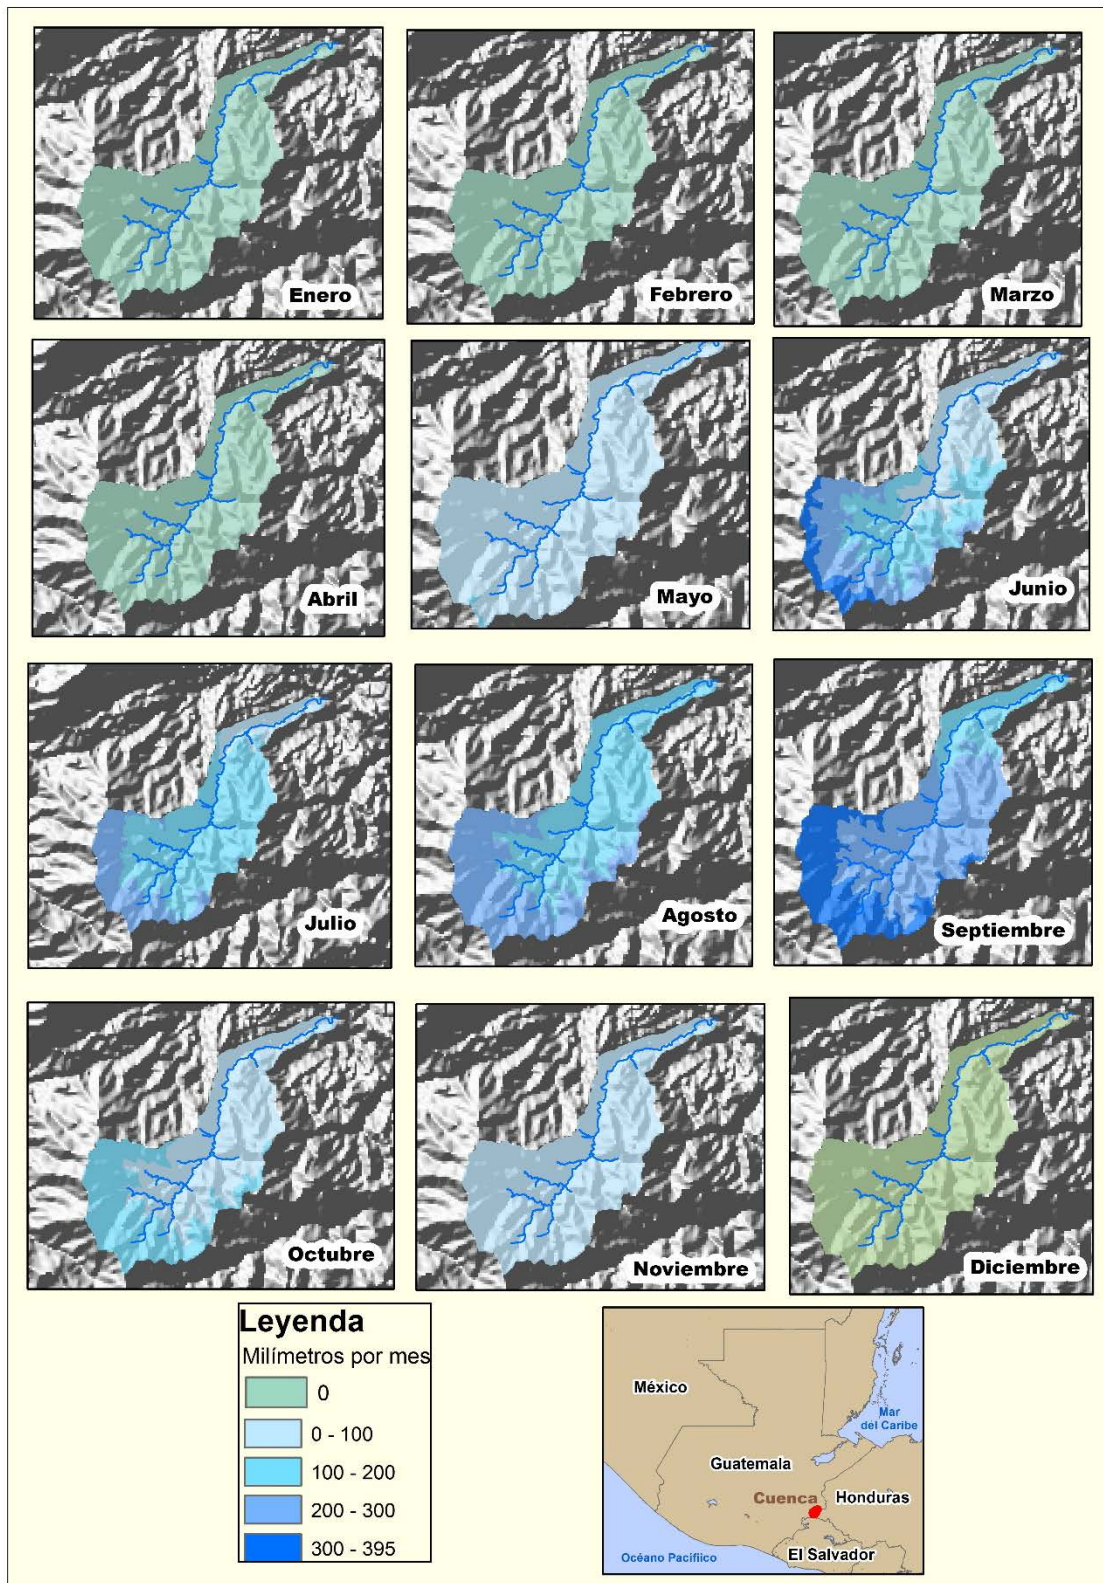 Enero
Febrero
Marzo
Abril
Mayo
Junio
Julio
Agosto
Septiembre
Octubre
Noviembre
Diciembre
Leyenda
Milímetros por mes
0
0 - 100
100 - 200
200 - 300
300 - 395
México
Mar
del Caribe
Guatemala
Cuenca
Honduras
El Salvador
Océano Pacífiico